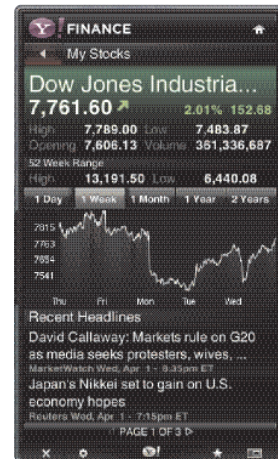 Y! FINANCE
My Stocks
Dow Jones Industria...
7,761.60 2.01% 152.68
High 7,789.00 Low 7,483.87
Opening 7,606.13 Volume 361,336,687
52 Week Range
High 13,191.50 Low 6,440.08
1 Day 1 Week 1 Month 1 Year 2 Years
7815
7763
7654
7541
Thu Fri Mon Tue Wed
Recent Headlines
David Callaway: Markets rule on G20
as media seeks protesters, wives, ...
MarketWatch Wed, Apr 1 - 8:35pm ET
Japan's Nikkei set to gain on U.S.
economy hopes
Reuters Wed, Apr 1 - 7:15pm ET
PAGE 1 OF 3
Y!